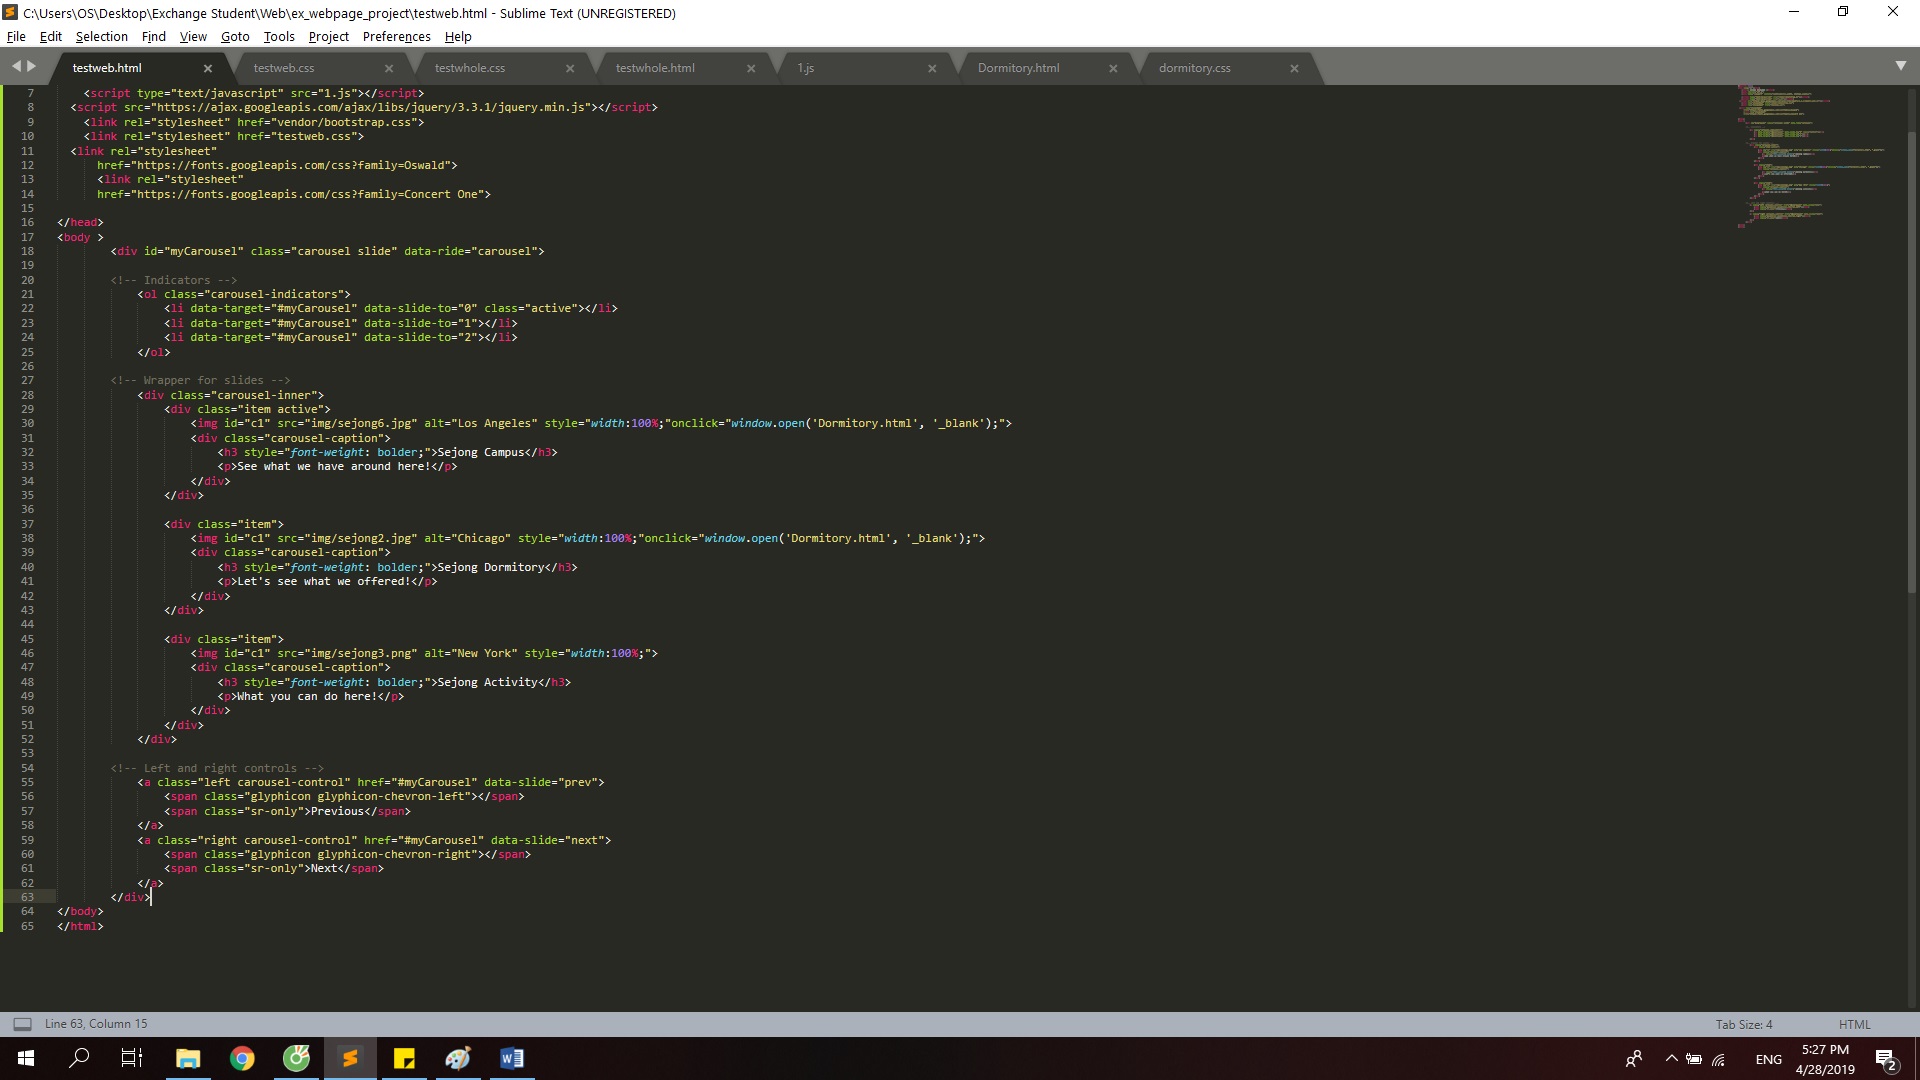 C:\Users\OS\Desktop\Exchange Student\Web\ex_webpage_project\testweb.html - Sublime Text (UNREGISTERED)
File Edit Selection Find View Goto Tools Project Preferences Help
testweb.html testweb.css testwhole.css testwhole.html 1.js Dormitory.html dormitory.css
7 <script type="text/javascript" src="1.js"></script>
8 <script src="https://ajax.googleapis.com/ajax/libs/jquery/3.3.1/jquery.min.js"></script>
9 <link rel="stylesheet" href="vendor/bootstrap.css">
10 <link rel="stylesheet" href="testweb.css">
11 <link rel="stylesheet"
12 href="https://fonts.googleapis.com/css?family=Oswald">
13 <link rel="stylesheet"
14 href="https://fonts.googleapis.com/css?family=Concert One">
15
16 </head>
17 <body >
18 <div id="myCarousel" class="carousel slide" data-ride="carousel">
19
20 <!-- Indicators -->
21 <ol class="carousel-indicators">
22 <li data-target="#myCarousel" data-slide-to="0" class="active"></li>
23 <li data-target="#myCarousel" data-slide-to="1"></li>
24 <li data-target="#myCarousel" data-slide-to="2"></li>
25 </ol>
26
27 <!-- Wrapper for slides -->
28 <div class="carousel-inner">
29 <div class="item active">
30 <img id="c1" src="img/sejong6.jpg" alt="Los Angeles" style="width:100%;"onclick="window.open('Dormitory.html', '_blank');">
31 <div class="carousel-caption">
32 <h3 style="font-weight: bolder;">Sejong Campus</h3>
33 <p>See what we have around here!</p>
34 </div>
35 </div>
36
37 <div class="item">
38 <img id="c1" src="img/sejong2.jpg" alt="Chicago" style="width:100%;"onclick="window.open('Dormitory.html', '_blank');">
39 <div class="carousel-caption">
40 <h3 style="font-weight: bolder;">Sejong Dormitory</h3>
41 <p>Let's see what we offered!</p>
42 </div>
43 </div>
44
45 <div class="item">
46 <img id="c1" src="img/sejong3.png" alt="New York" style="width:100%;">
47 <div class="carousel-caption">
48 <h3 style="font-weight: bolder;">Sejong Activity</h3>
49 <p>What you can do here!</p>
50 </div>
51 </div>
52 </div>
53
54 <!-- Left and right controls -->
55 <a class="left carousel-control" href="#myCarousel" data-slide="prev">
56 <span class="glyphicon glyphicon-chevron-left"></span>
57 <span class="sr-only">Previous</span>
58 </a>
59 <a class="right carousel-control" href="#myCarousel" data-slide="next">
60 <span class="glyphicon glyphicon-chevron-right"></span>
61 <span class="sr-only">Next</span>
62 </a>
63 </div>
64 </body>
65 </html>
Line 63, Column 15 Tab Size: 4 HTML
ENG 5:27 PM
4/28/2019 2